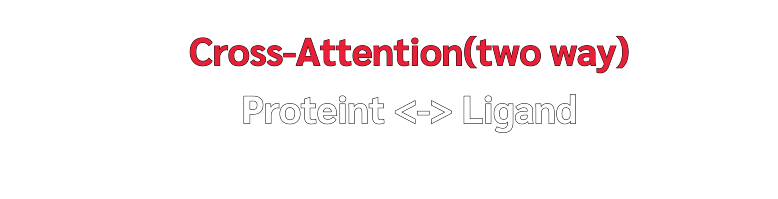 Cross-Attention(two way)
Proteint <-> Ligand